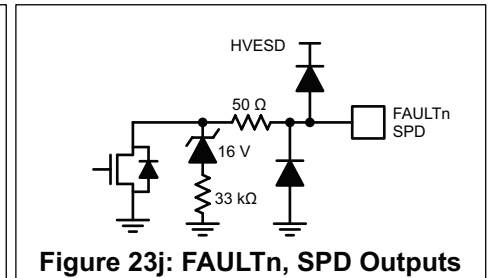 HVESD
50 Ω
FAULTn
SPD
16 V
33 kΩ
Figure 23j: FAULTn, SPD Outputs